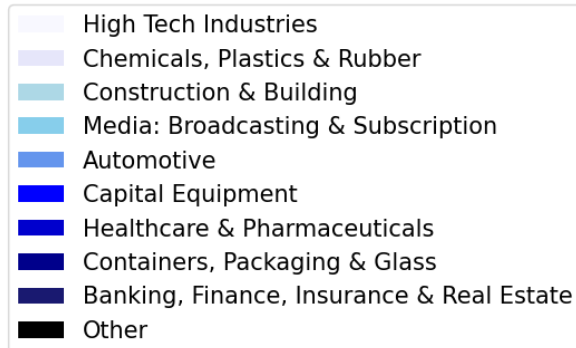 High Tech Industries
Chemicals, Plastics & Rubber
Construction & Building
Media: Broadcasting & Subscription
Automotive
Capital Equipment
Healthcare & Pharmaceuticals
Containers, Packaging & Glass
Banking, Finance, Insurance & Real Estate
Other